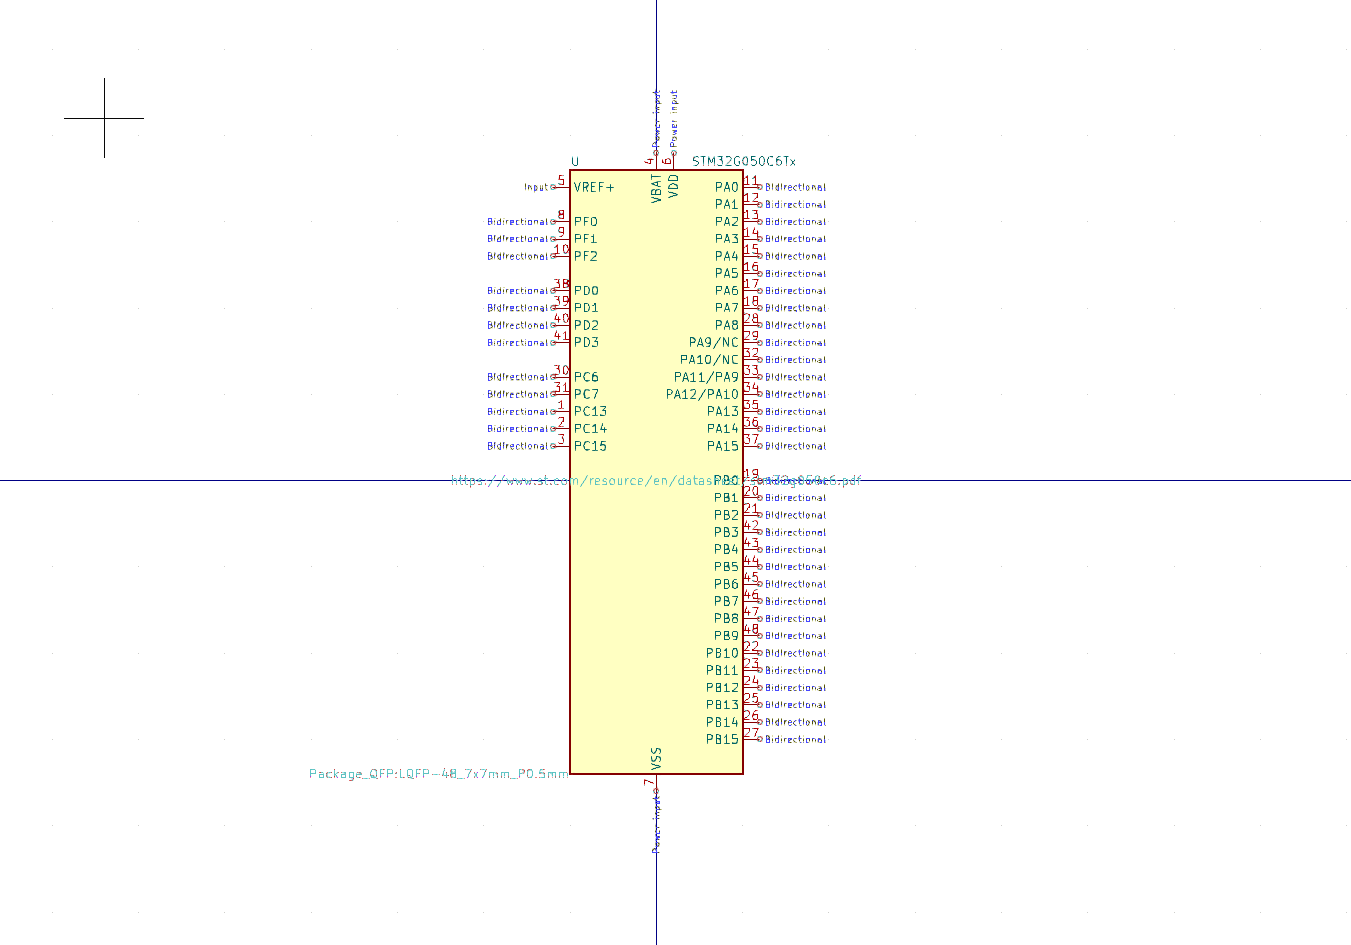 Power input
Power input
4
6
U
STM32G050C6Tx
VBAT
VDD
Input 5 VREF+
PA0 11 Bidirectional
PA1 12 Bidirectional
Bidirectional 8 PF0
PA2 13 Bidirectional
Bidirectional 9 PF1
PA3 14 Bidirectional
Bidirectional 10 PF2
PA4 15 Bidirectional
PA5 16 Bidirectional
Bidirectional 38 PD0
PA6 17 Bidirectional
Bidirectional 39 PD1
PA7 18 Bidirectional
Bidirectional 40 PD2
PA8 28 Bidirectional
Bidirectional 41 PD3
PA9/NC 29 Bidirectional
PA10/NC 32 Bidirectional
Bidirectional 30 PC6
PA11/PA9 33 Bidirectional
Bidirectional 31 PC7
PA12/PA10 34 Bidirectional
Bidirectional 1 PC13
PA13 35 Bidirectional
Bidirectional 2 PC14
PA14 36 Bidirectional
Bidirectional 3 PC15
PA15 37 Bidirectional
https://www.st.com/resource/en/datasheet/stm32g050c6.pdf
PB0 19 Bidirectional
PB1 20 Bidirectional
PB2 21 Bidirectional
PB3 42 Bidirectional
PB4 43 Bidirectional
PB5 44 Bidirectional
PB6 45 Bidirectional
PB7 46 Bidirectional
PB8 47 Bidirectional
PB9 48 Bidirectional
PB10 22 Bidirectional
PB11 23 Bidirectional
PB12 24 Bidirectional
PB13 25 Bidirectional
PB14 26 Bidirectional
PB15 27 Bidirectional
VSS
Package_QFP:LQFP-48_7x7mm_P0.5mm
7
Power input